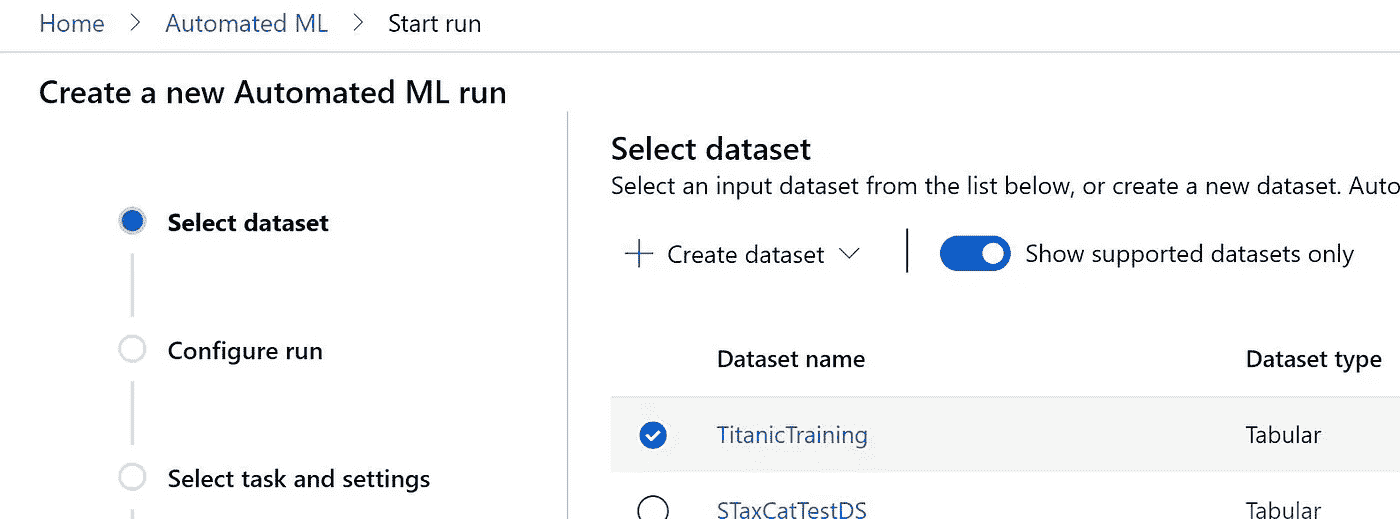 Home > Automated ML > Start run
Create a new Automated ML run
Select dataset
Configure run
Select task and settings
Select dataset
Select an input dataset from the list below, or create a new dataset. Auto
Create dataset
Show supported datasets only
Dataset name Dataset type
TitanicTraining Tabular
STaxCatTestDS Tabular